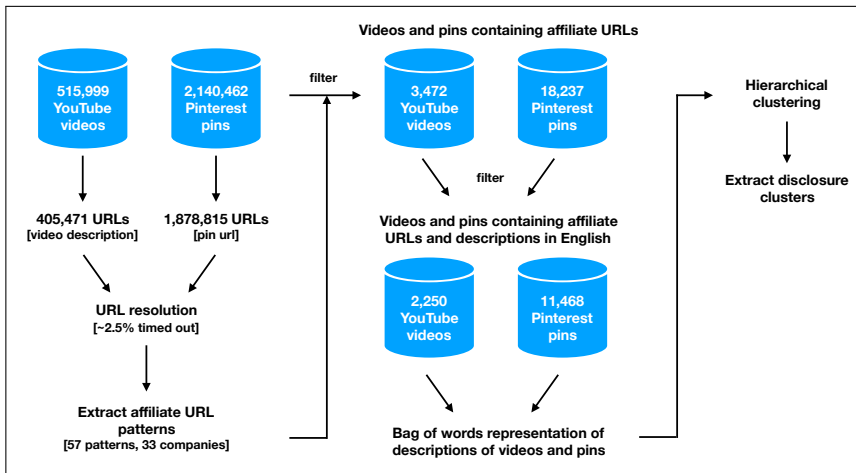 515,999
YouTube
videos
2,140,462
Pinterest
pins
405,471 URLs
[video description]
1,878,815 URLs
[pin url]
URL resolution
[~2.5% timed out]
Extract affiliate URL
patterns
[57 patterns, 33 companies]
filter
Videos and pins containing affiliate URLs
3,472
YouTube
videos
18,237
Pinterest
pins
filter
Videos and pins containing affiliate
URLs and descriptions in English
2,250
YouTube
videos
11,468
Pinterest
pins
Bag of words representation of
descriptions of videos and pins
Hierarchical
clustering
Extract disclosure
clusters